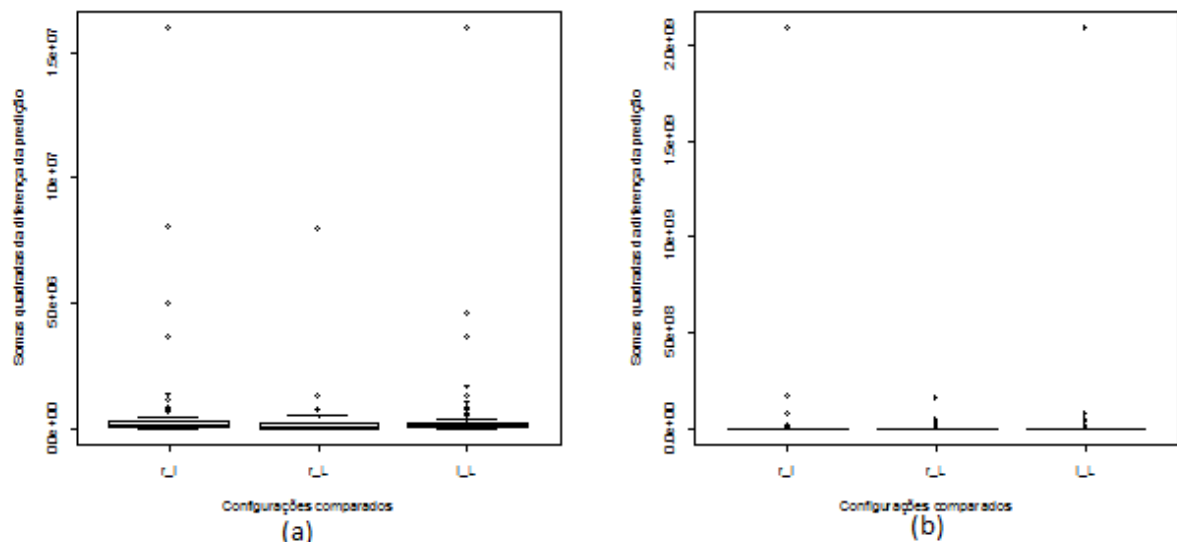 Somas quadradas da diferença da predição
1.5e+07
1.0e+07
5.0e+06
0.0e+00
r_l
r_L
l_L
Configurações comparados
(a)
Somas quadradas da diferença da predição
2.0e+09
1.5e+09
1.0e+09
5.0e+08
0.0e+00
r_l
r_L
l_L
Configurações comparados
(b)